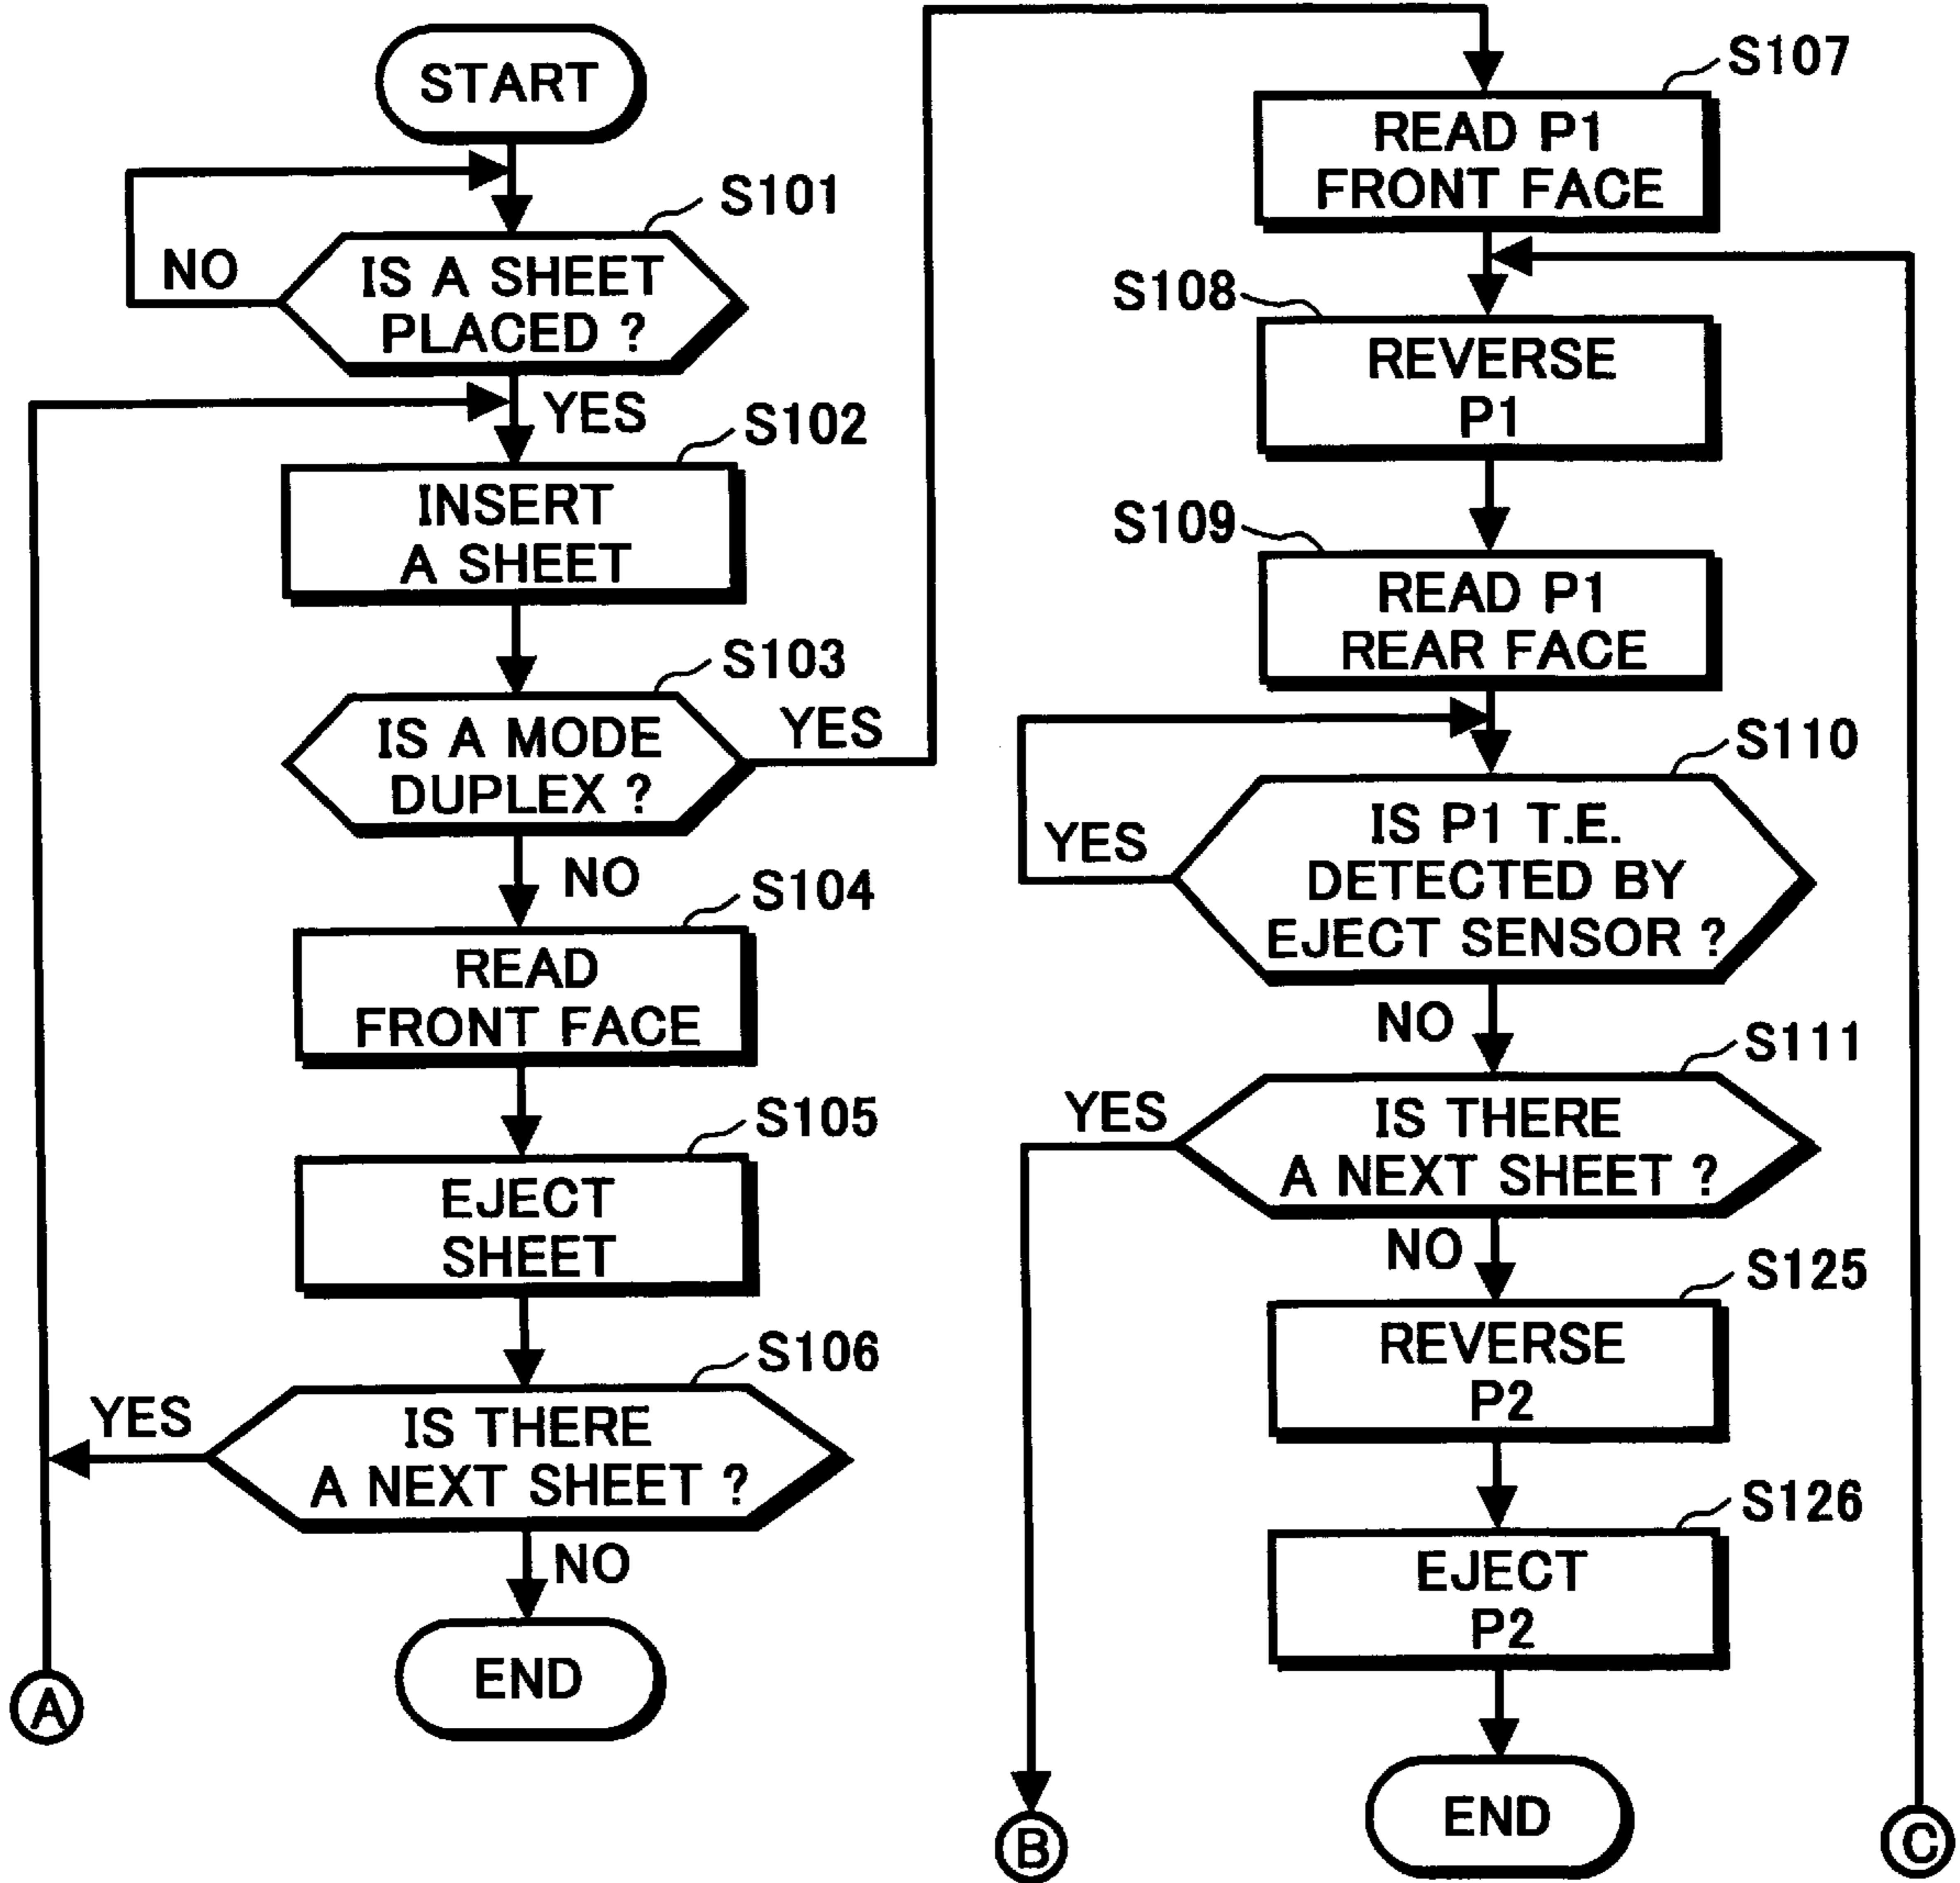 START
S101
NO
IS A SHEET
PLACED ?
YES
S102
INSERT
A SHEET
S103
IS A MODE
DUPLEX ?
YES
NO
S104
READ
FRONT FACE
S105
EJECT
SHEET
S106
YES
IS THERE
A NEXT SHEET ?
NO
END
A
S107
READ P1
FRONT FACE
S108
REVERSE
P1
S109
READ P1
REAR FACE
S110
YES
IS P1 T.E.
DETECTED BY
EJECT SENSOR ?
NO
S111
YES
IS THERE
A NEXT SHEET ?
NO
S125
REVERSE
P2
S126
EJECT
P2
END
B
C